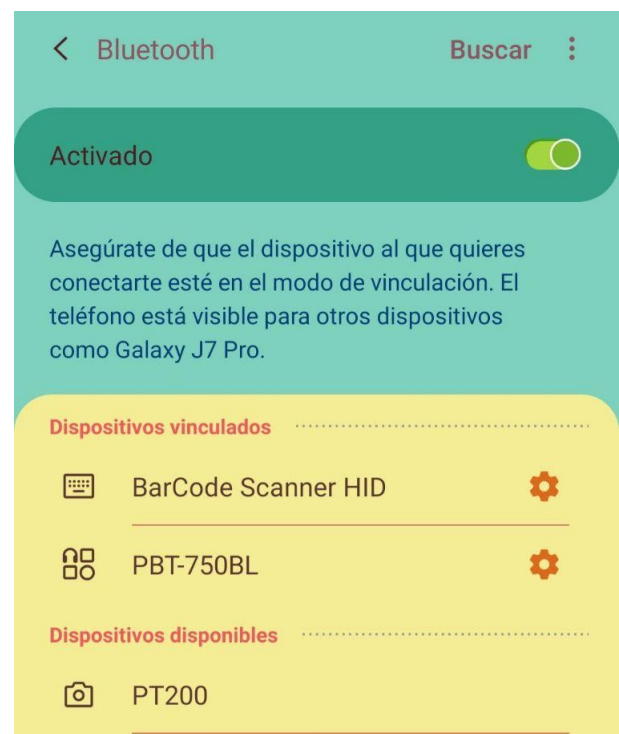 Bluetooth Buscar
Activado
Asegúrate de que el dispositivo al que quieres
conectarte esté en el modo de vinculación. El
teléfono está visible para otros dispositivos
como Galaxy J7 Pro.
Dispositivos vinculados
BarCode Scanner HID
PBT-750BL
Dispositivos disponibles
PT200